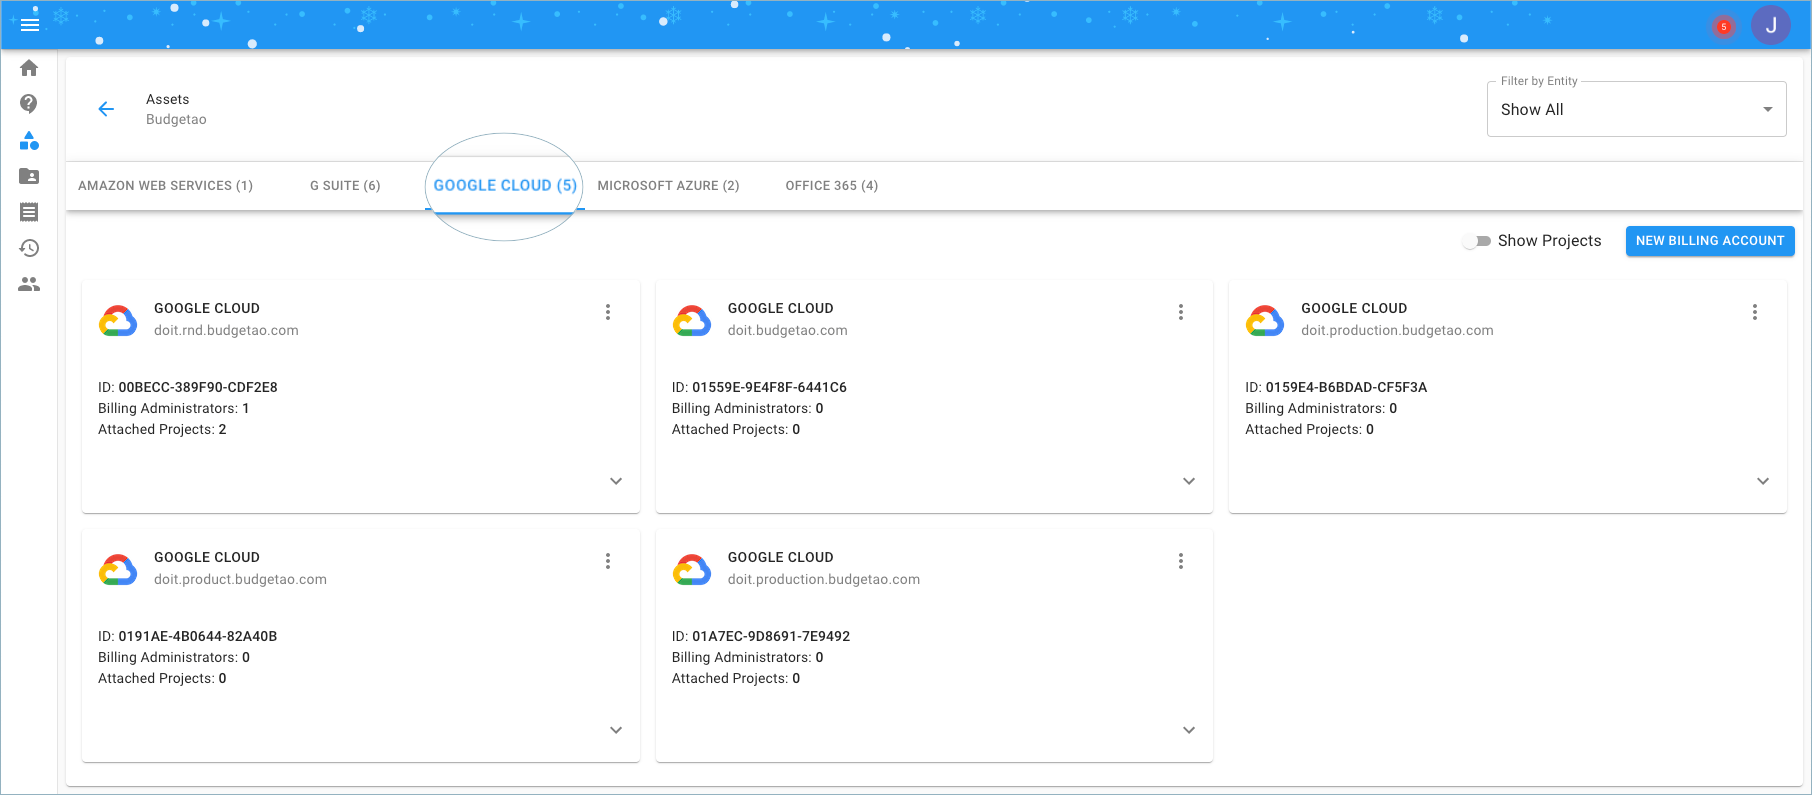 5
J
Assets
Budgetao
Filter by Entity
Show All
AMAZON WEB SERVICES (1)
G SUITE (6)
GOOGLE CLOUD (5)
MICROSOFT AZURE (2)
OFFICE 365 (4)
Show Projects
NEW BILLING ACCOUNT
GOOGLE CLOUD
doit.rnd.budgetao.com
ID: 00BECC-389F90-CDF2E8
Billing Administrators: 1
Attached Projects: 2
GOOGLE CLOUD
doit.budgetao.com
ID: 01559E-9E4F8F-6441C6
Billing Administrators: 0
Attached Projects: 0
GOOGLE CLOUD
doit.production.budgetao.com
ID: 0159E4-B6BDAD-CF5F3A
Billing Administrators: 0
Attached Projects: 0
GOOGLE CLOUD
doit.product.budgetao.com
ID: 0191AE-4B0644-82A40B
Billing Administrators: 0
Attached Projects: 0
GOOGLE CLOUD
doit.production.budgetao.com
ID: 01A7EC-9D8691-7E9492
Billing Administrators: 0
Attached Projects: 0